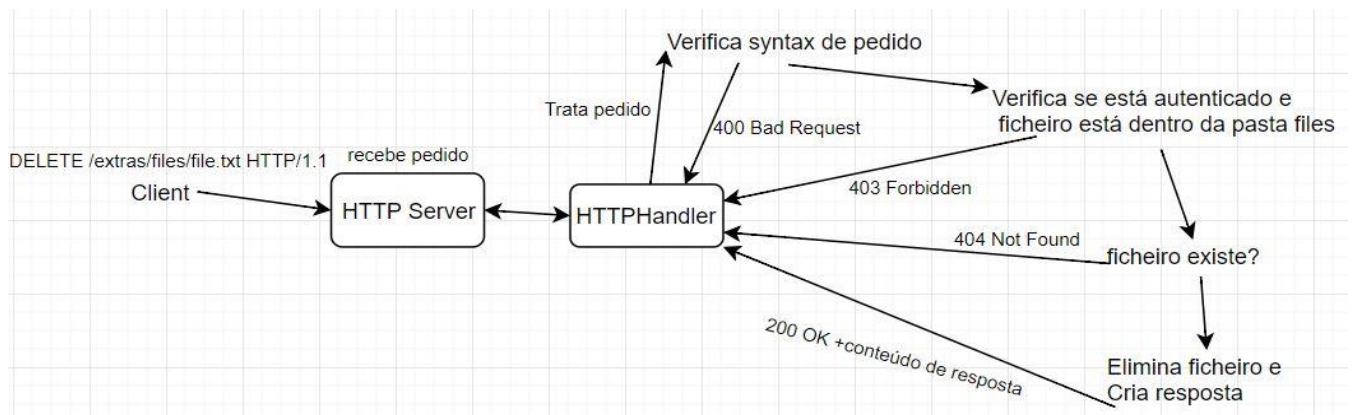 Verifica syntax de pedido
Verifica se está autenticado e
ficheiro está dentro da pasta files
Trata pedido
400 Bad Request
DELETE /extras/files/file.txt HTTP/1.1
recebe pedido
Client
HTTP Server
HTTPHandler
403 Forbidden
404 Not Found
ficheiro existe?
200 OK +conteúdo de resposta
Elimina ficheiro e
Cria resposta